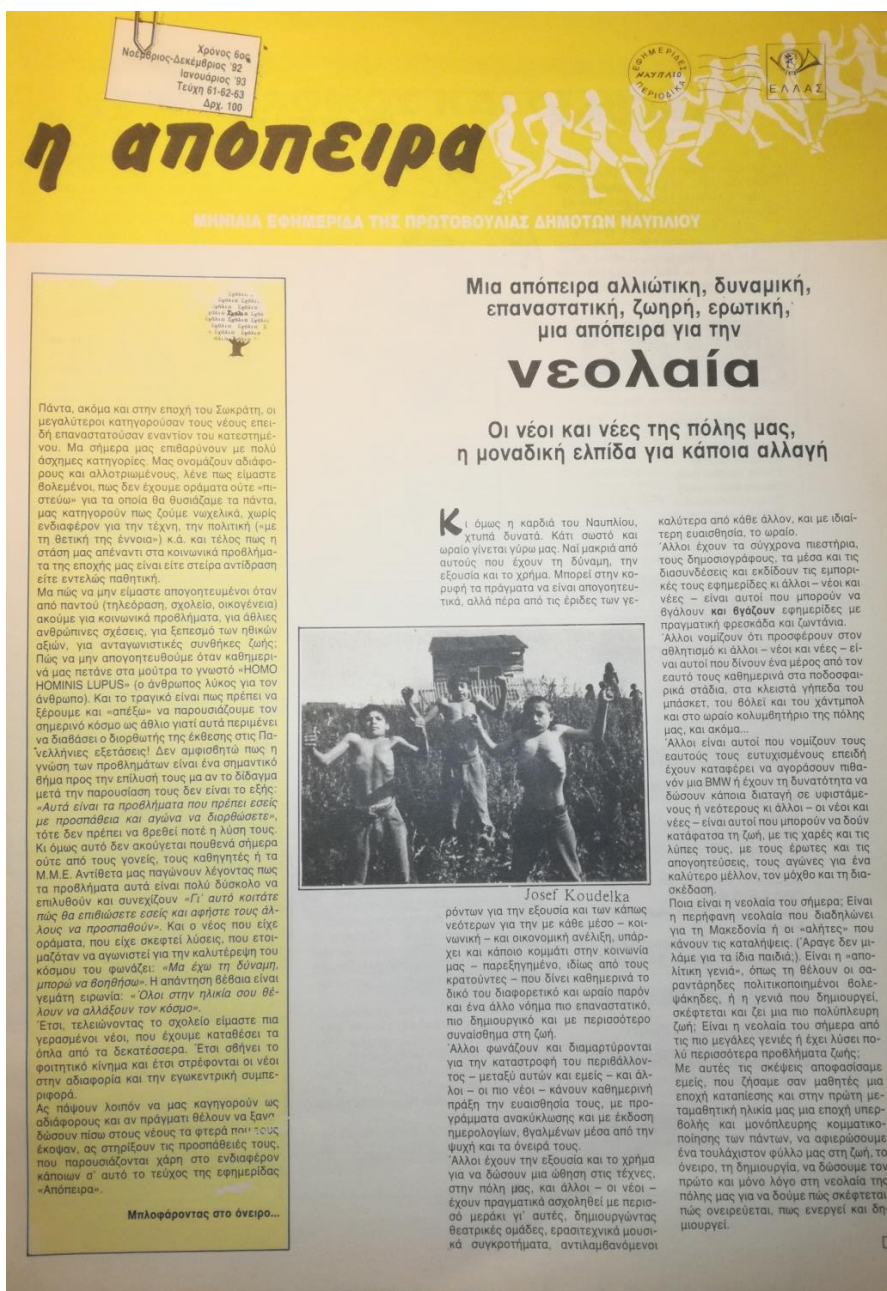 Χρόνος 6ος
Νοέμβριος-Δεκέμβριος '92
Ιανουάριος '93
Τεύχη 61-62-63
Δρχ. 100
ΕΦΗΜΕΡΙΔΕΣ
ΝΑΥΠΛΙΟ
ΠΕΡΙΟΔΙΚΑ
ΕΛΛΑΣ
η απόπειρα
ΜΗΝΙΑΙΑ ΕΦΗΜΕΡΙΔΑ ΤΗΣ ΠΡΩΤΟΒΟΥΛΙΑΣ ΔΗΜΟΤΩΝ ΝΑΥΠΛΙΟΥ
Πάντα, ακόμα και στην εποχή του Σωκράτη, οι
μεγαλύτεροι κατηγορούσαν τους νέους επει-
δή επαναστατούσαν εναντίον του κατεστημέ-
νου. Μα σήμερα μας επιβαρύνουν με πολύ
άσχημες κατηγορίες. Μας ονομάζουν αδιάφο-
ρους και αλλοτριωμένους, λένε πως είμαστε
βολεμένοι, πως δεν έχουμε οράματα ούτε «πι-
στεύω» για τα οποία θα θυσιάζαμε τα πάντα,
μας κατηγορούν πως ζούμε νωχελικά, χωρίς
ενδιαφέρον για την τέχνη, την πολιτική («με
τη θετική της έννοια») κ.ά. και τέλος πως η
στάση μας απέναντι στα κοινωνικά προβλήμα-
τα της εποχής μας είναι είτε στείρα αντίδραση
είτε εντελώς παθητική.
Μα πώς να μην είμαστε απογοητευμένοι όταν
από παντού (τηλεόραση, σχολείο, οικογένεια)
ακούμε για κοινωνικά προβλήματα, για άθλιες
ανθρώπινες σχέσεις, για ξεπεσμό των ηθικών
αξιών, για ανταγωνιστικές συνθήκες ζωής;
Πώς να μην απογοητευθούμε όταν καθημερι-
νά μας πετάνε στα μούτρα το γνωστό «HOMO
HOMINIS LUPUS» (ο άνθρωπος λύκος για τον
άνθρωπο). Και το τραγικό είναι πως πρέπει να
ξέρουμε και «απέξω» να παρουσιάζουμε τον
σημερινό κόσμο ως άθλιο γιατί αυτά περιμένει
να διαβάσει ο διορθωτής της έκθεσης στις Πα-
νελλήνιες εξετάσεις! Δεν αμφισβητώ πως η
γνώση των προβλημάτων είναι ένα σημαντικό
βήμα προς την επίλυσή τους μα αν το δίδαγμα
μετά την παρουσίαση τους δεν είναι το εξής:
«Αυτά είναι τα προβλήματα που πρέπει εσείς
με προσπάθεια και αγώνα να διορθώσετε»,
τότε δεν πρέπει να βρεθεί ποτέ η λύση τους.
Κι όμως αυτό δεν ακούγεται πουθενά σήμερα
ούτε από τους γονείς, τους καθηγητές ή τα
Μ.Μ.Ε. Αντίθετα μας παγώνουν λέγοντας πως
τα προβλήματα αυτά είναι πολύ δύσκολο να
επιλυθούν και συνεχίζουν «Γι' αυτό κοιτάτε
πώς θα επιβιώσετε εσείς και αφήστε τους άλ-
λους να προσπαθούν». Και ο νέος που είχε
οράματα, που είχε σκεφτεί λύσεις, που ετοι-
μαζόταν να αγωνιστεί για την καλυτέρεψη του
κόσμου του φωνάζει: «Μα έχω τη δύναμη,
μπορώ να βοηθήσω». Η απάντηση βέβαια είναι
γεμάτη ειρωνία: «Όλοι στην ηλικία σου θέ-
λουν να αλλάξουν τον κόσμο».
Έτσι, τελειώνοντας το σχολείο είμαστε πια
γερασμένοι νέοι, που έχουμε καταθέσει τα
όπλα από τα δεκατέσσερα. Έτσι σβήνει το
φοιτητικό κίνημα και έτσι στρέφονται οι νέοι
στην αδιαφορία και την εγωκεντρική συμπε-
ριφορά.
Ας πάψουν λοιπόν να μας καγηγορούν ως
αδιάφορους και αν πράγματι θέλουν να ξανα
δώσουν πίσω στους νέους τα φτερά που τους
έκοψαν, ας στηρίξουν τις προσπάθειές τους,
που παρουσιάζονται χάρη στο ενδιαφέρον
κάποιων σ' αυτό το τεύχος της εφημερίδας
«Απόπειρα».
Μπλοφάροντας στο όνειρο...
Μια απόπειρα αλλιώτικη, δυναμική,
επαναστατική, ζωηρή, ερωτική,
μια απόπειρα για την
νεολαία
Οι νέοι και νέες της πόλης μας,
η μοναδική ελπίδα για κάποια αλλαγή
Κι όμως η καρδιά του Ναυπλίου,
χτυπά δυνατά. Κάτι σωστό και
ωραίο γίνεται γύρω μας. Ναί μακριά από
αυτούς που έχουν τη δύναμη, την
εξουσία και το χρήμα. Μπορεί στην κο-
ρυφή τα πράγματα να είναι απογοητευ-
τικά, αλλά πέρα από τις έριδες των γε-
Josef Koudelka
ρόντων για την εξουσία και των κάπως
νεότερων για την με κάθε μέσο – κοι-
νωνική – και οικονομική ανέλιξη, υπάρ-
χει και κάποιο κομμάτι στην κοινωνία
μας – παρεξηγημένο, ιδίως από τους
κρατούντες – που δίνει καθημερινά το
δικό του διαφορετικό και ωραίο παρόν
και ένα άλλο νόημα πιο επαναστατικό,
πιο δημιουργικό και με περισσότερο
συναίσθημα στη ζωή.
Άλλοι φωνάζουν και διαμαρτύρονται
για την καταστροφή του περιβάλλον-
τος – μεταξύ αυτών και εμείς – και άλ-
λοι – οι πιο νέοι – κάνουν καθημερινή
πράξη την ευαισθησία τους, με προ-
γράμματα ανακύκλωσης και με έκδοση
ημερολογίων, βγαλμένων μέσα από την
ψυχή και τα όνειρά τους.
Άλλοι έχουν την εξουσία και το χρήμα
για να δώσουν μια ώθηση στις τέχνες,
στην πόλη μας, και άλλοι – οι νέοι –
έχουν πραγματικά ασχοληθεί με περισ-
σό μεράκι γι' αυτές, δημιουργώντας
θεατρικές ομάδες, ερασιτεχνικά μουσι-
κά συγκροτήματα, αντιλαμβανόμενοι
καλύτερα από κάθε άλλον, και με ιδιαί-
τερη ευαισθησία, το ωραίο.
Άλλοι έχουν τα σύγχρονα πιεστήρια,
τους δημοσιογράφους, τα μέσα και τις
διασυνδέσεις και εκδίδουν τις εμπορι-
κές τους εφημερίδες κι άλλοι – νέοι και
νέες – είναι αυτοί που μπορούν να
βγάλουν και βγάζουν εφημερίδες με
πραγματική φρεσκάδα και ζωντάνια.
Άλλοι νομίζουν ότι προσφέρουν στον
αθλητισμό κι άλλοι – νέοι και νέες – εί-
ναι αυτοί που δίνουν ένα μέρος από τον
εαυτό τους καθημερινά στα ποδοσφαι-
ρικά στάδια, στα κλειστά γήπεδα του
μπάσκετ, του βόλεϊ και του χάντμπολ
και στο ωραίο κολυμβητήριο της πόλης
μας, και ακόμα...
Άλλοι είναι αυτοί που νομίζουν τους
εαυτούς τους ευτυχισμένους επειδή
έχουν καταφέρει να αγοράσουν πιθα-
νόν μια BMW ή έχουν τη δυνατότητα να
δώσουν κάποια διαταγή σε υφιστάμε-
νους ή νεότερους κι άλλοι – οι νέοι και
νέες – είναι αυτοί που μπορούν να δούν
κατάφατσα τη ζωή, με τις χαρές και τις
λύπες τους, με τους έρωτες και τις
απογοητεύσεις, τους αγώνες για ένα
καλύτερο μέλλον, τον μόχθο και τη δια-
σκέδαση.
Ποια είναι η νεολαία του σήμερα; Είναι
η περήφανη νεολαία που διαδηλώνει
για τη Μακεδονία ή οι «αλήτες» που
κάνουν τις καταλήψεις. (Άραγε δεν μι-
λάμε για τα ίδια παιδιά;). Είναι η «απο-
λίτικη γενιά», όπως τη θέλουν οι σα-
ραντάρηδες πολιτικοποιημένοι βολε-
ψάκηδες, ή η γενιά που δημιουργεί,
σκέφτεται και ζει μια πιο πολύπλευρη
ζωή; Είναι η νεολαία του σήμερα από
τις πιο μεγάλες γενιές ή έχει λύσει πο-
λύ περισσότερα προβλήματα ζωής;
Με αυτές τις σκέψεις αποφασίσαμε
εμείς, που ζήσαμε σαν μαθητές μια
εποχή καταπίεσης και στην πρώτη με-
ταμαθητική ηλικία μας μια εποχή υπερ-
βολής και μονόπλευρης κομματικο-
ποίησης των πάντων, να αφιερώσουμε
ένα τουλάχιστον φύλλο μας στη ζωή, το
όνειρο, τη δημιουργία, να δώσουμε τον
πρώτο και μόνο λόγο στη νεολαία της
πόλης μας για να δούμε πώς σκέφτεται
πώς ονειρεύεται, πως ενεργεί και δη-
μιουργεί.